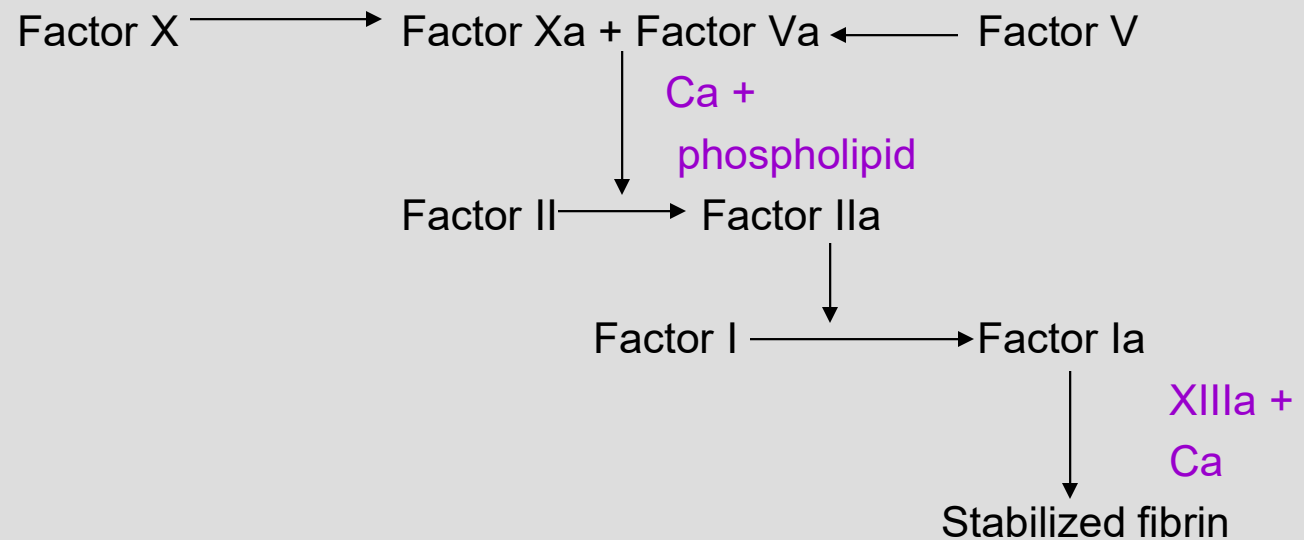 Factor X Factor Xa + Factor Va Factor V
Ca +
phospholipid
Factor II Factor IIa
Factor I Factor Ia
XIIIa +
Ca
Stabilized fibrin